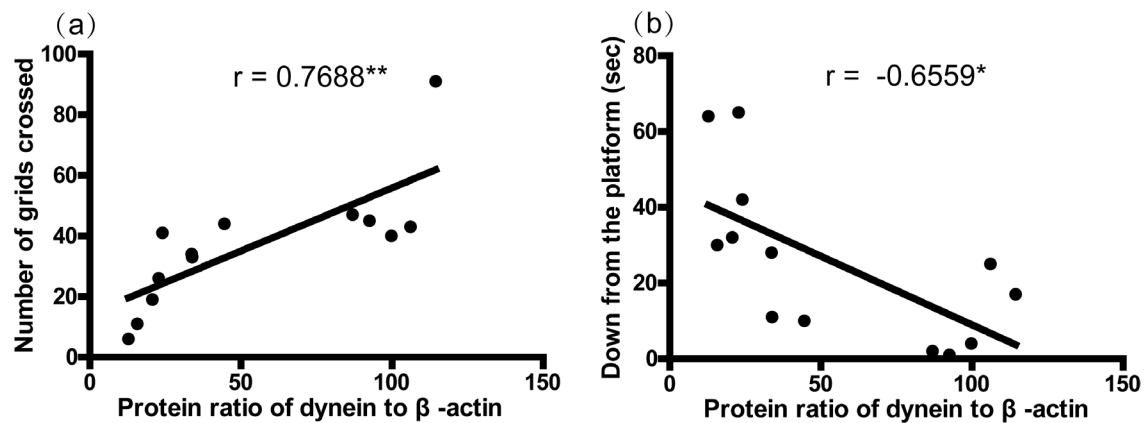 (a)
Number of grids crossed
100
80
60
40
20
0
r = 0.7688**
0 50 100 150
Protein ratio of dynein to β -actin
(b)
Down from the platform (sec)
80
60
40
20
0
r = -0.6559*
0 50 100 150
Protein ratio of dynein to β -actin